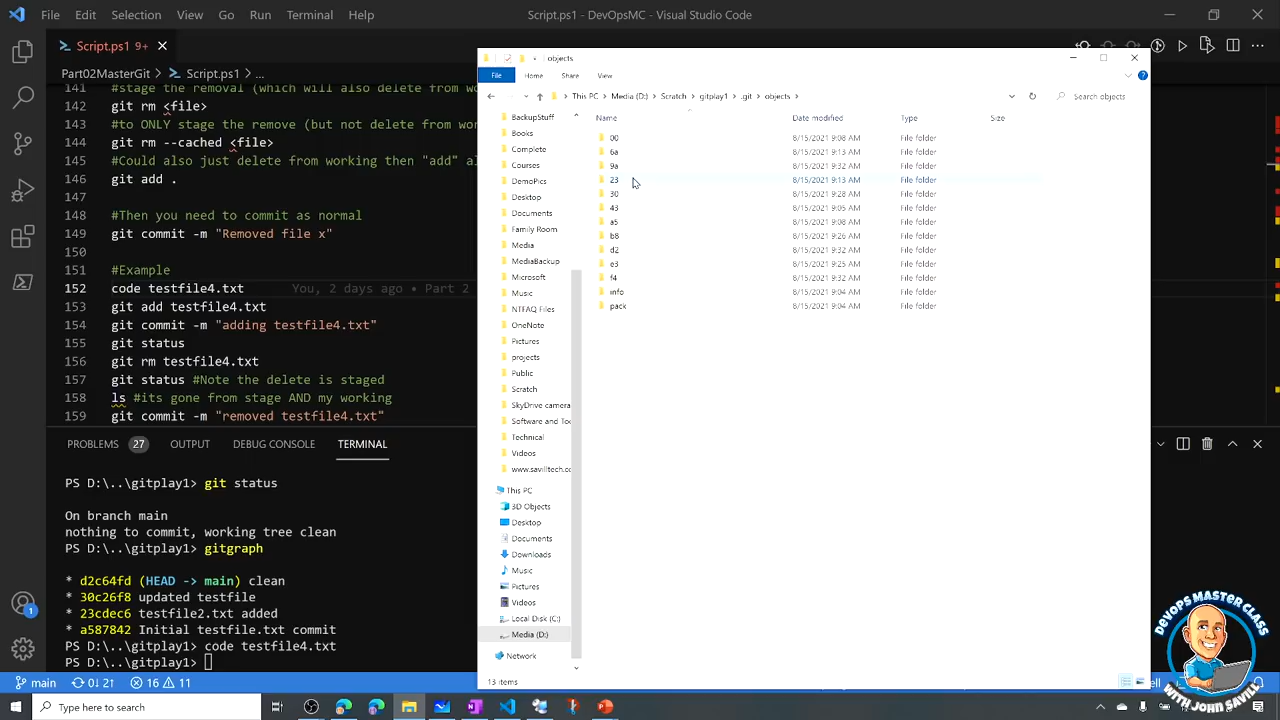 File Edit Selection
Script.ps1 - DevOpsMC - Visual Studio Code
Script.ps1 9+
objects
Part02MasterGit > Script.ps1 > ...
File Home Share View
This PC > Media (D:) > Scratch > gitplay1 > .git > objects >
Search objects
141 #staging removal (which will also
142 git rm <file>
143 #to ONLY stage the remove (but not delete from wor
144 git rm --cached <file>
145 #Could also just delete from working then "add" al
146 git add .
147
148 #Then you need to commit as normal
149 git commit -m "Removed file x"
150
151 #Example
152 code testfile4.txt You, 2 days ago • Part 2
153 git add testfile4.txt
154 git commit -m "adding testfile4.txt"
155 git status
156 git rm testfile4.txt
157 git status #Note the delete is staged
158 ls #its gone from stage AND my working
159 git commit -m "removed testfile4.txt"
PROBLEMS 27 OUTPUT DEBUG CONSOLE TERMINAL
PS D:\..\gitplay1> git status
On branch main
nothing to commit, working tree clean
PS D:\..\gitplay1> gitgraph
* d2c64fd (HEAD -> main) clean
* 30c26f8 updated testfile
* 23cdec6 testfile2.txt added
* a587842 Initial testfile.txt commit
PS D:\..\gitplay1> code testfile4.txt
PS D:\..\gitplay1>
BackupStuff
Books
Complete
Courses
DemoPics
Desktop
Documents
Family Room
Media
MediaBackup
Microsoft
Music
NTFAQ Files
OneNote
Pictures
projects
Public
Scratch
SkyDrive camera
Software and Too
Technical
Videos
www.savilltech.co
This PC
3D Objects
Desktop
Documents
Downloads
Music
Pictures
Videos
Local Disk (C:)
Media (D:)
Network
Name Date modified Type Size
00 8/15/2021 9:08 AM File folder
6a 8/15/2021 9:13 AM File folder
9a 8/15/2021 9:32 AM File folder
23 8/15/2021 9:13 AM File folder
30 8/15/2021 9:28 AM File folder
43 8/15/2021 9:05 AM File folder
a5 8/15/2021 9:08 AM File folder
b8 8/15/2021 9:26 AM File folder
d2 8/15/2021 9:32 AM File folder
e3 8/15/2021 9:25 AM File folder
f4 8/15/2021 9:32 AM File folder
info 8/15/2021 9:04 AM File folder
pack 8/15/2021 9:04 AM File folder
13 items
DEVOPS MASTERCLASS
1
main 0↓ 2↑ 16 11
Type here to search